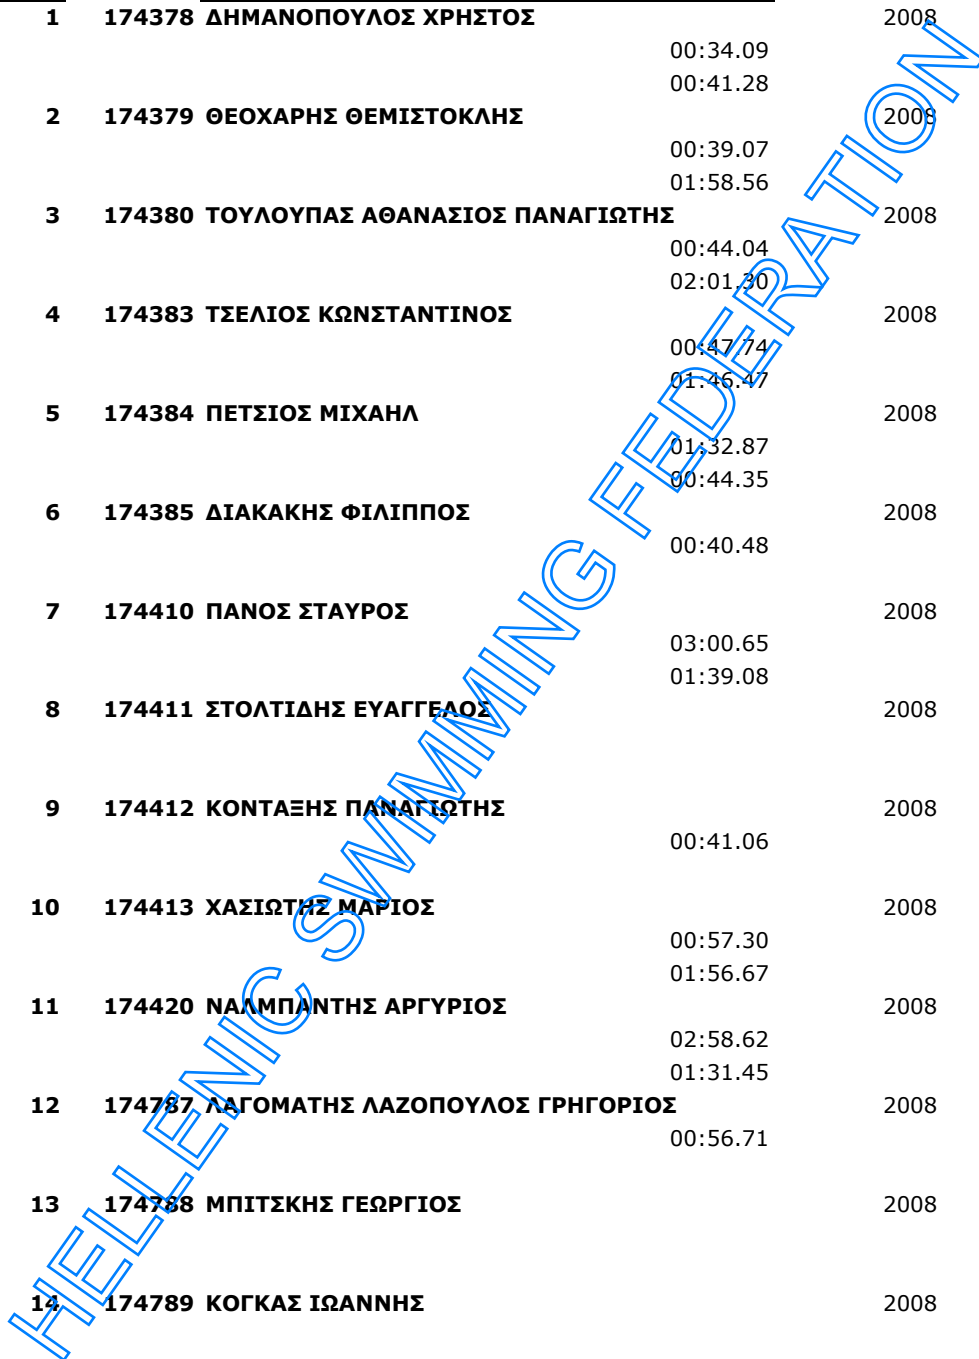 1 174378 ΔΗΜΑΝΟΠΟΥΛΟΣ ΧΡΗΣΤΟΣ 2008
00:34.09
00:41.28
2 174379 ΘΕΟΧΑΡΗΣ ΘΕΜΙΣΤΟΚΛΗΣ 2008
00:39.07
01:58.56
3 174380 ΤΟΥΛΟΥΠΑΣ ΑΘΑΝΑΣΙΟΣ ΠΑΝΑΓΙΩΤΗΣ 2008
00:44.04
02:01.30
4 174383 ΤΣΕΛΙΟΣ ΚΩΝΣΤΑΝΤΙΝΟΣ 2008
00:47.74
01:46.47
5 174384 ΠΕΤΣΙΟΣ ΜΙΧΑΗΛ 2008
01:32.87
00:44.35
6 174385 ΔΙΑΚΑΚΗΣ ΦΙΛΙΠΠΟΣ 2008
00:40.48
7 174410 ΠΑΝΟΣ ΣΤΑΥΡΟΣ 2008
03:00.65
01:39.08
8 174411 ΣΤΟΛΤΙΔΗΣ ΕΥΑΓΓΕΛΟΣ 2008
9 174412 ΚΟΝΤΑΞΗΣ ΠΑΝΑΓΙΩΤΗΣ 2008
00:41.06
10 174413 ΧΑΣΙΩΤΗΣ ΜΑΡΙΟΣ 2008
00:57.30
01:56.67
11 174420 ΝΑΛΜΠΑΝΤΗΣ ΑΡΓΥΡΙΟΣ 2008
02:58.62
01:31.45
12 174787 ΛΑΓΟΜΑΤΗΣ ΛΑΖΟΠΟΥΛΟΣ ΓΡΗΓΟΡΙΟΣ 2008
00:56.71
13 174788 ΜΠΙΤΣΚΗΣ ΓΕΩΡΓΙΟΣ 2008
14 174789 ΚΟΓΚΑΣ ΙΩΑΝΝΗΣ 2008
HELLENIC SWIMMING FEDERATION